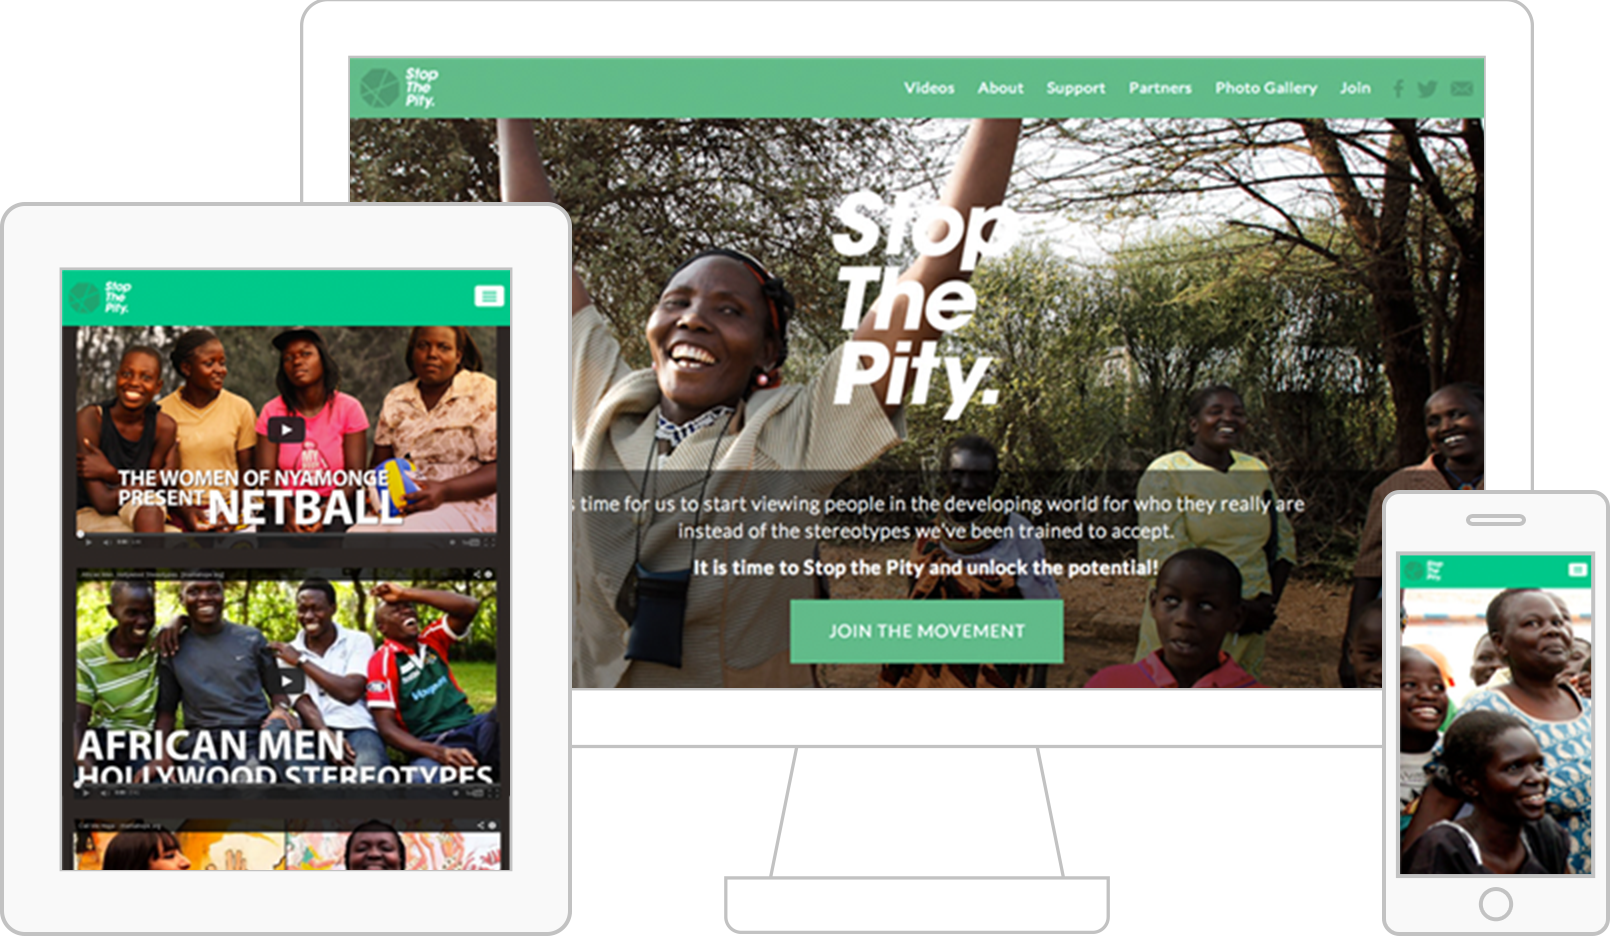 Stop
The
Pity.
Videos About Support Partners Photo Gallery Join
Stop
The
Pity.
time for us to start viewing people in the developing world for who they really are
instead of the stereotypes we've been trained to accept.
It is time to Stop the Pity and unlock the potential!
JOIN THE MOVEMENT
Stop
The
Pity.
THE WOMEN OF NYAMONGE
PRESENT NETBALL
AFRICAN MEN
HOLLYWOOD STEREOTYPES
Stop
The
Pity.